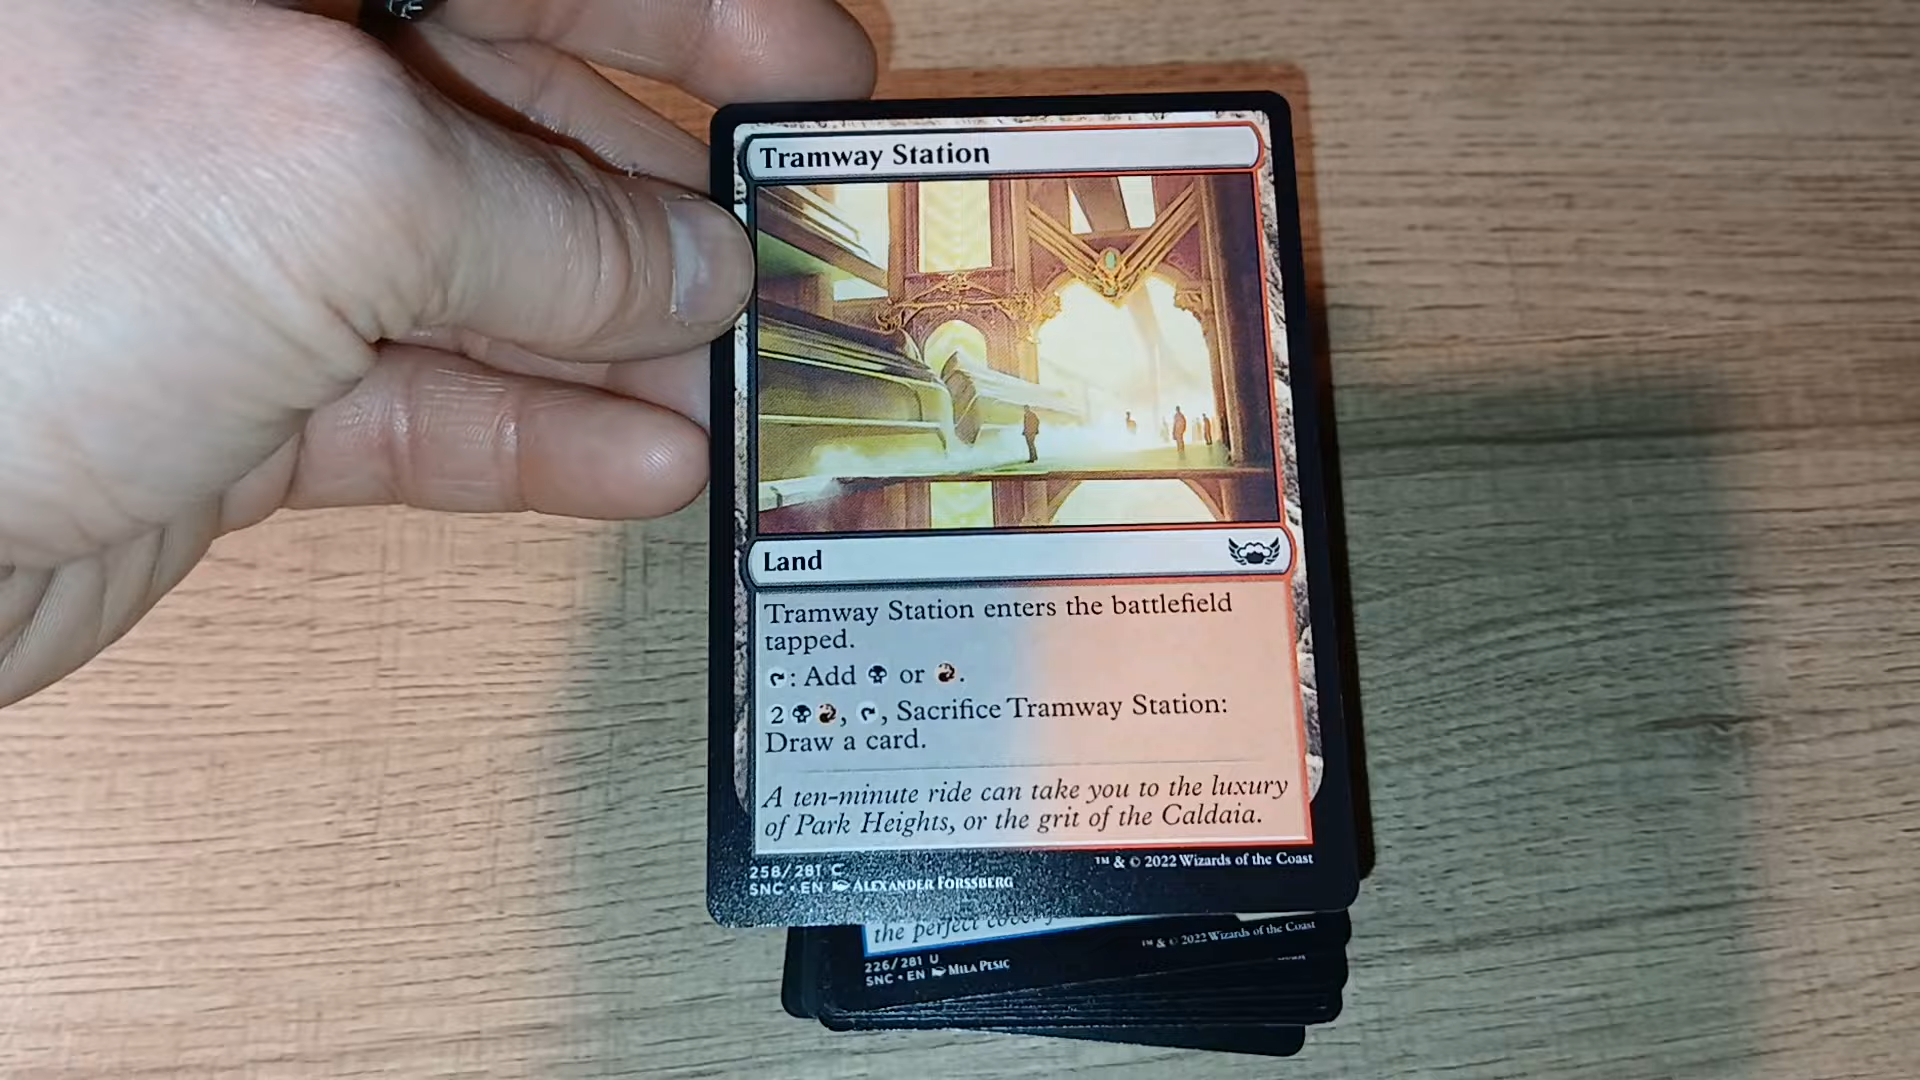 Tramway Station
Land
Tramway Station enters the battlefield
tapped.
: Add or .
2 , , Sacrifice Tramway Station:
Draw a card.
A ten-minute ride can take you to the luxury
of Park Heights, or the grit of the Caldaia.
258/281 C
SNC • EN ALEXANDER FORSSBERG
™ & © 2022 Wizards of the Coast
the perfect
™ & © 2022 Wizards of the Coast
226/281 U
SNC • EN MILA PESIC